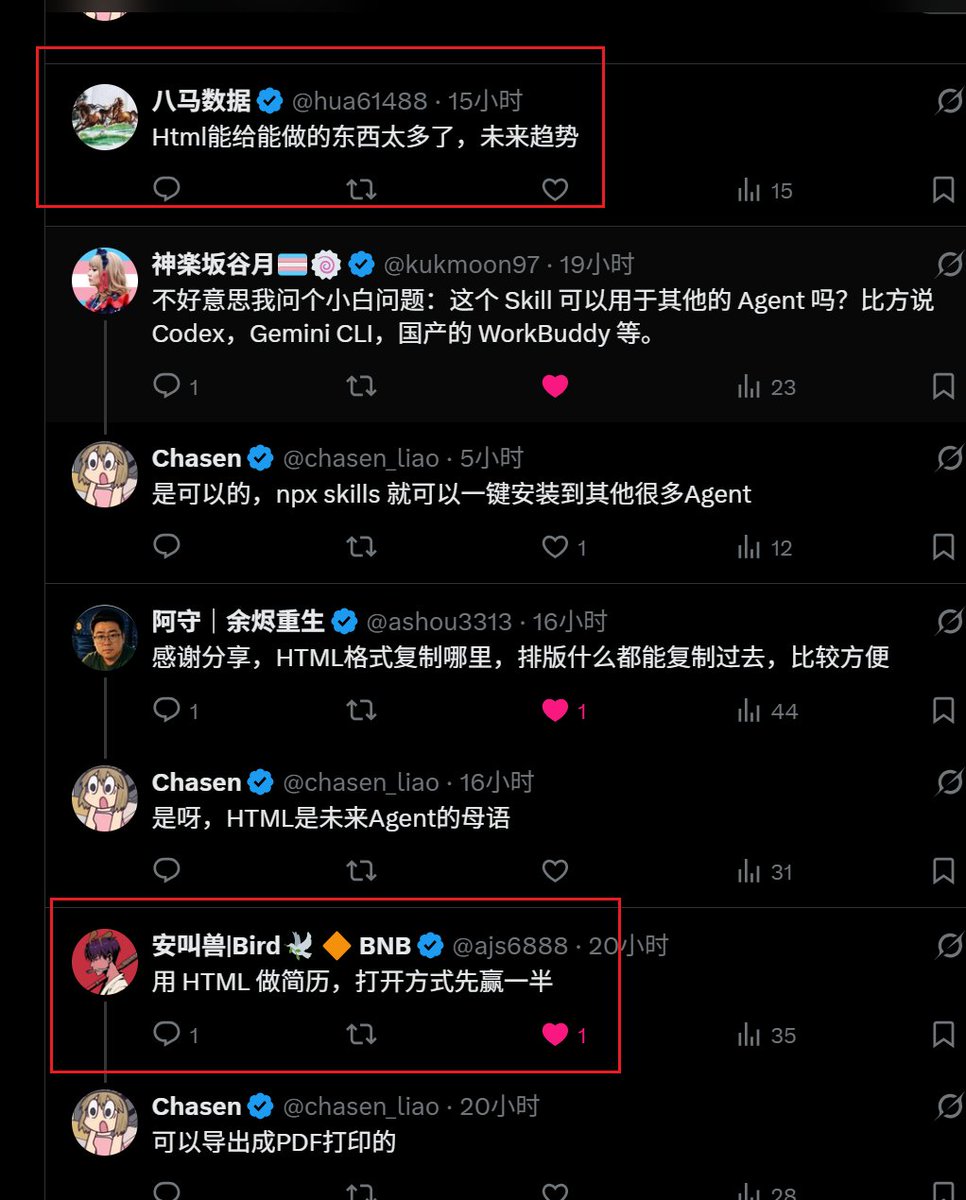 八马数据 @hua61488 · 15小时
Html能给能做的东西太多了，未来趋势
15
神楽坂谷月🏳️‍⚧️🍥 @kukmoon97 · 19小时
不好意思我问个小白问题：这个 Skill 可以用于其他的 Agent 吗？比方说
Codex，Gemini CLI，国产的 WorkBuddy 等。
1 23
Chasen @chasen_liao · 5小时
是可以的，npx skills 就可以一键安装到其他很多Agent
1 12
阿守｜余烬重生 @ashou3313 · 16小时
感谢分享，HTML格式复制哪里，排版什么都能复制过去，比较方便
1 1 44
Chasen @chasen_liao · 16小时
是呀，HTML是未来Agent的母语
31
安叫兽|Bird🕊️ 🔶 BNB @ajs6888 · 20小时
用 HTML 做简历，打开方式先赢一半
1 1 35
Chasen @chasen_liao · 20小时
可以导出成PDF打印的
28